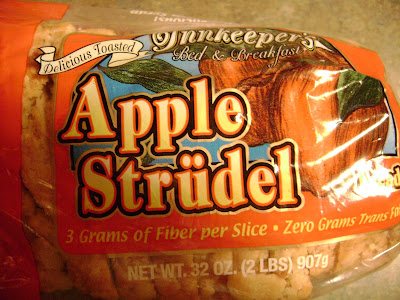 Innkeeper's
Delicious Toasted
Bed & Breakfast
Apple
Strüdel
3 Grams of Fiber per Slice • Zero Grams Trans
NET WT. 32 OZ. (2 LBS) 907g